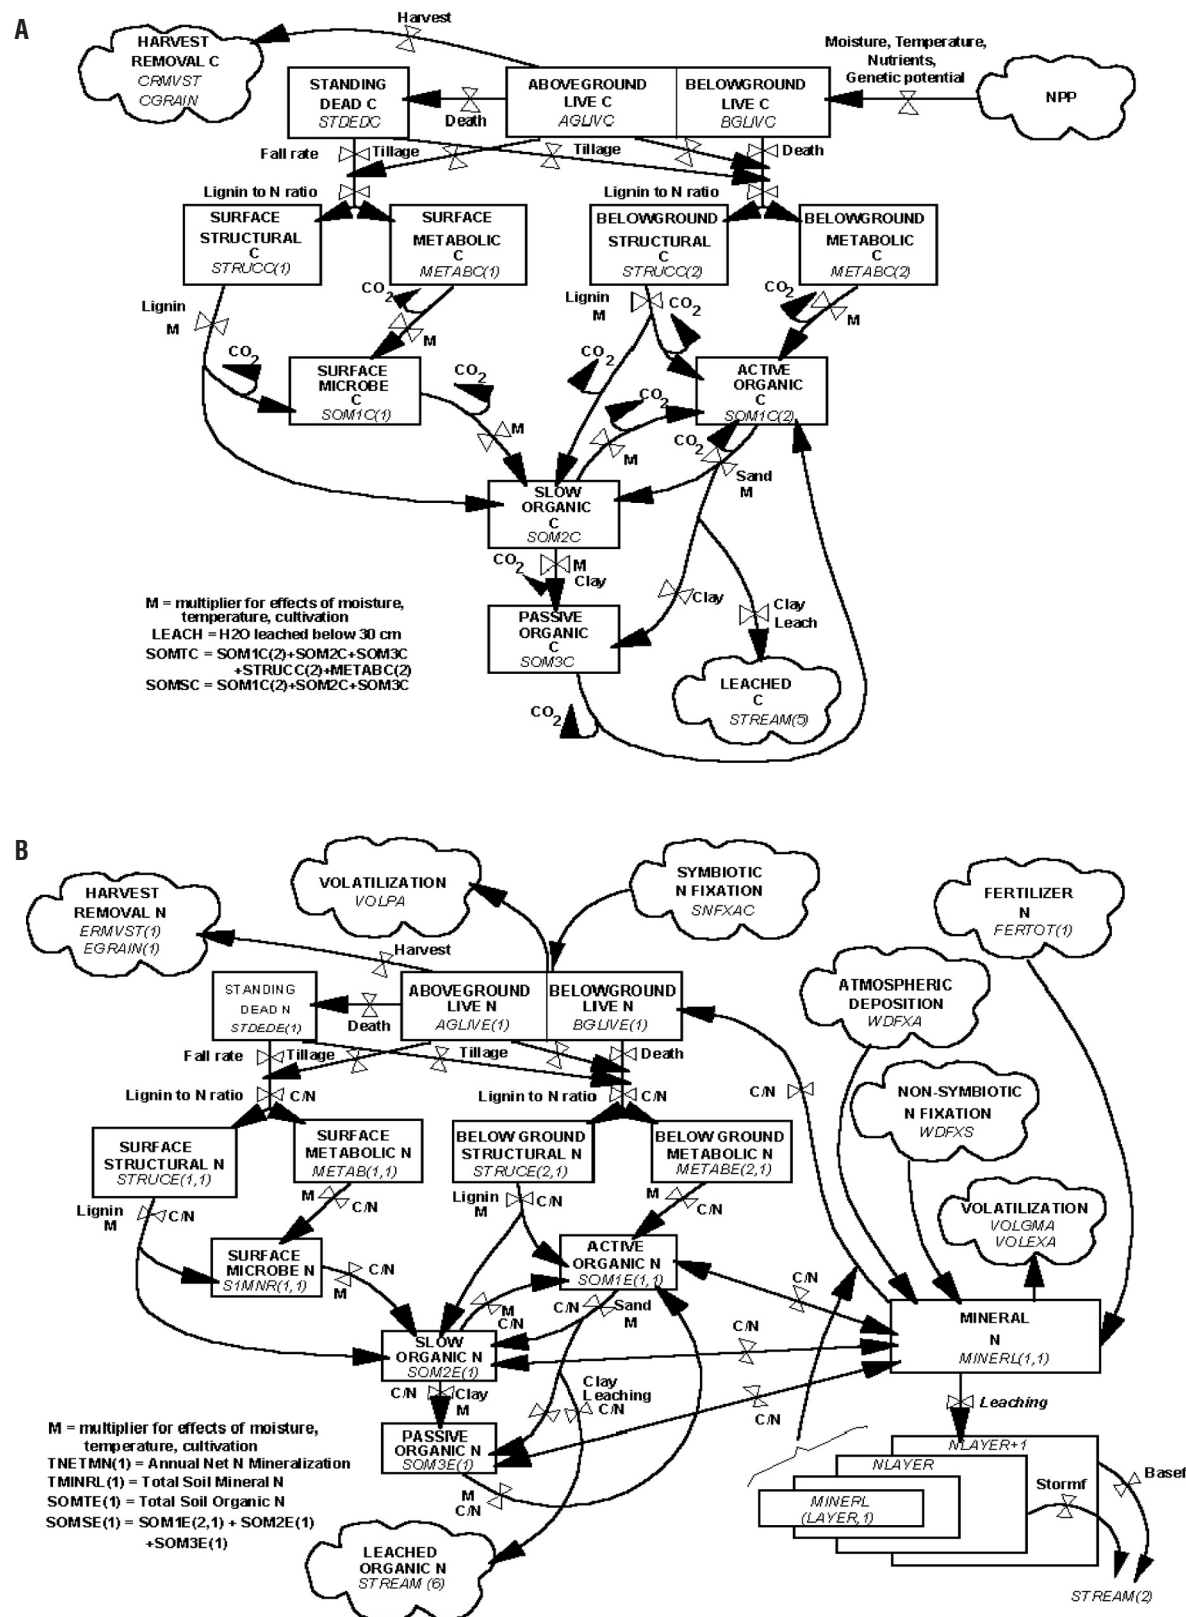 A
HARVEST
REMOVAL C
CRMVST
CGRAIN
Harvest
Moisture, Temperature,
Nutrients,
Genetic potential
NPP
STANDING
DEAD C
STDEDC
Death
ABOVEGROUND
LIVE C
AGLIVC
BELOWGROUND
LIVE C
BGLIVC
Fall rate
Tillage
Tillage
Death
Lignin to N ratio
Lignin to N ratio
SURFACE
STRUCTURAL
C
STRUCC(1)
SURFACE
METABOLIC
C
METABC(1)
BELOWGROUND
STRUCTURAL
C
STRUCC(2)
BELOWGROUND
METABOLIC
C
METABC(2)
Lignin
M
CO2
M
Lignin
M
CO2
CO2
M
CO2
SURFACE
MICROBE
C
SOM1C(1)
CO2
CO2
ACTIVE
ORGANIC
C
SOM1C(2)
CO2
M
M
CO2
Sand
M
SLOW
ORGANIC
C
SOM2C
CO2
M
Clay
Clay
Clay
Leach
PASSIVE
ORGANIC
C
SOM3C
CO2
LEACHED
C
STREAM(5)
M = multiplier for effects of moisture,
temperature, cultivation
LEACH = H2O leached below 30 cm
SOMTC = SOM1C(2)+SOM2C+SOM3C
+STRUCC(2)+METABC(2)
SOMSC = SOM1C(2)+SOM2C+SOM3C
B
HARVEST
REMOVAL N
ERMVST(1)
EGRAIN(1)
VOLATILIZATION
VOLPA
SYMBIOTIC
N FIXATION
SNFXAC
FERTILIZER
N
FERTOT(1)
Harvest
ATMOSPHERIC
DEPOSITION
WDFXA
STANDING
DEAD N
STDEDE(1)
Death
ABOVEGROUND
LIVE N
AGLIVE(1)
BELOWGROUND
LIVE N
BGLIVE(1)
Fall rate
Tillage
Tillage
Death
NON-SYMBIOTIC
N FIXATION
WDFXS
Lignin to N ratio
C/N
Lignin to N ratio
C/N
C/N
SURFACE
STRUCTURAL N
STRUCE(1,1)
SURFACE
METABOLIC N
METAB(1,1)
BELOW GROUND
STRUCTURAL N
STRUCE(2,1)
BELOW GROUND
METABOLIC N
METABE(2,1)
Lignin
M
C/N
M
C/N
Lignin
M
C/N
M
C/N
VOLATILIZATION
VOLGMA
VOLEXA
SURFACE
MICROBE N
S1MNR(1,1)
C/N
M
ACTIVE
ORGANIC N
SOM1E(1,1)
C/N
M
C/N
C/N
Sand
M
MINERAL
N
MINERL(1,1)
SLOW
ORGANIC N
SOM2E(1)
C/N
C/N
Clay
M
Clay
Leaching
C/N
C/N
Leaching
PASSIVE
ORGANIC N
SOM3E(1)
M
C/N
NLAYER+1
NLAYER
MINERL
(LAYER,1)
Stormf
Basef
STREAM(2)
LEACHED
ORGANIC N
STREAM (6)
M = multiplier for effects of moisture,
temperature, cultivation
TNETMN(1) = Annual Net N Mineralization
TMINRL(1) = Total Soil Mineral N
SOMTE(1) = Total Soil Organic N
SOMSE(1) = SOM1E(2,1) + SOM2E(1)
+SOM3E(1)